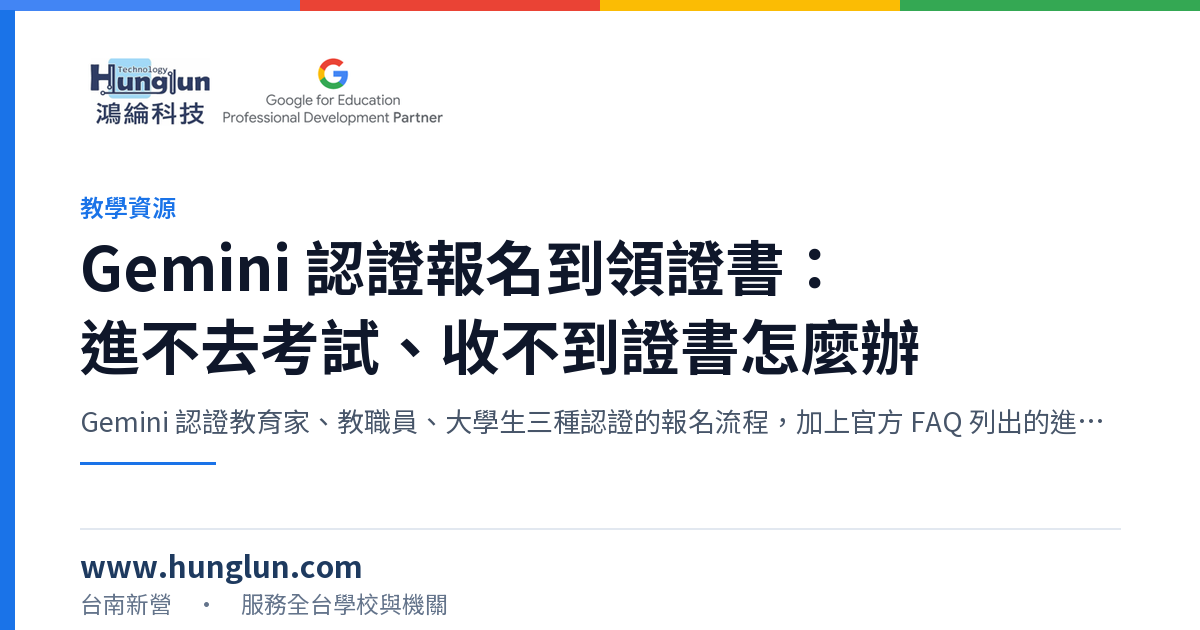 Technology
Hunglun
鴻綸科技
Google for Education
Professional Development Partner
教學資源
Gemini 認證報名到領證書：
進不去考試、收不到證書怎麼辦
Gemini 認證教育家、教職員、大學生三種認證的報名流程，加上官方 FAQ 列出的進…
www.hunglun.com
台南新營 • 服務全台學校與機關